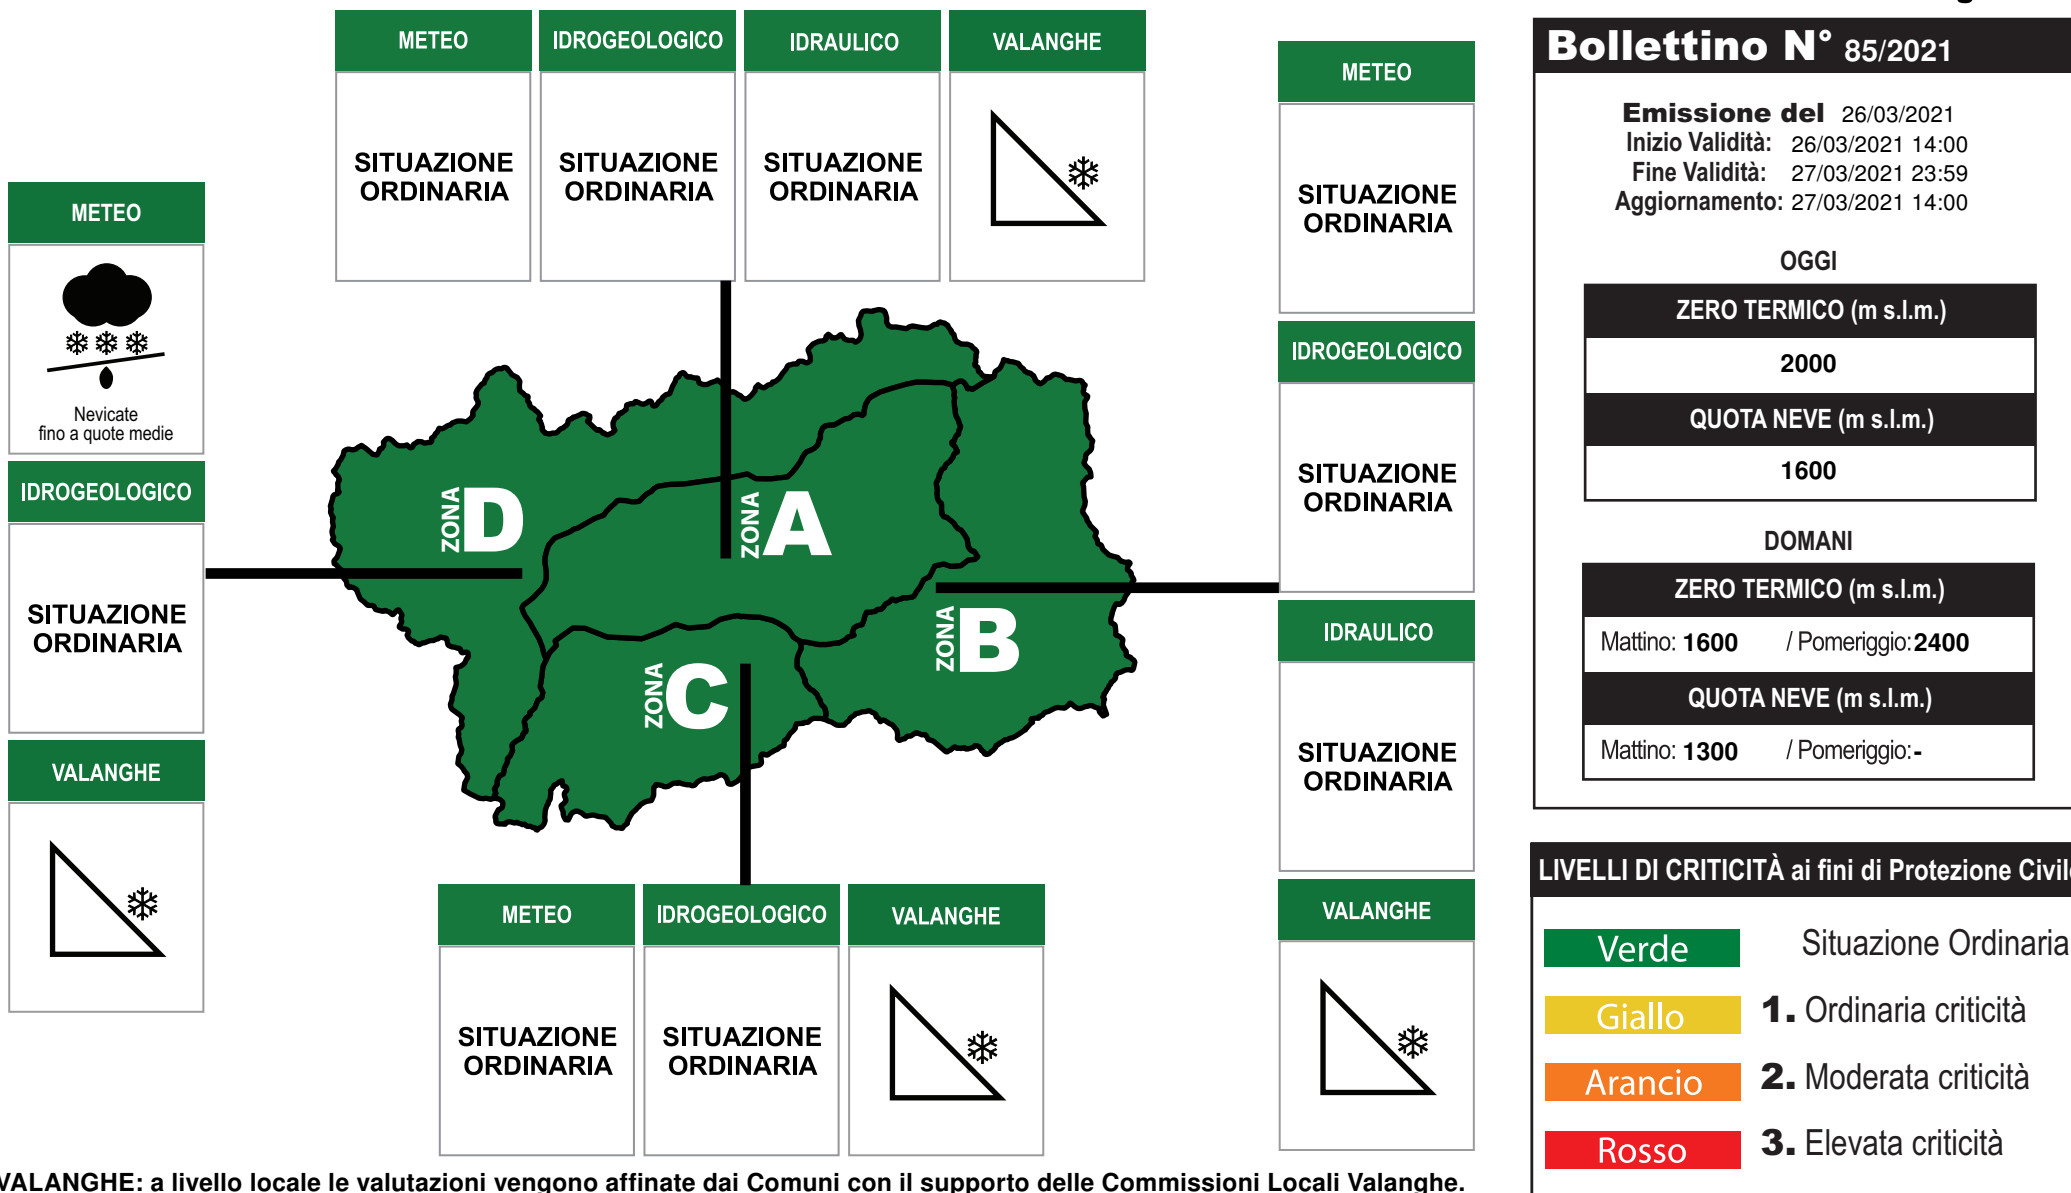 METEO
IDROGEOLOGICO
IDRAULICO
VALANGHE
SITUAZIONE
ORDINARIA
SITUAZIONE
ORDINARIA
SITUAZIONE
ORDINARIA
METEO
SITUAZIONE
ORDINARIA
IDROGEOLOGICO
SITUAZIONE
ORDINARIA
IDRAULICO
SITUAZIONE
ORDINARIA
VALANGHE
METEO
Nevicate
fino a quote medie
IDROGEOLOGICO
SITUAZIONE
ORDINARIA
VALANGHE
ZONA D
ZONA A
ZONA B
ZONA C
METEO
IDROGEOLOGICO
VALANGHE
SITUAZIONE
ORDINARIA
SITUAZIONE
ORDINARIA
VALANGHE: a livello locale le valutazioni vengono affinate dai Comuni con il supporto delle Commissioni Locali Valanghe.
Bollettino N° 85/2021
Emissione del 26/03/2021
Inizio Validità: 26/03/2021 14:00
Fine Validità: 27/03/2021 23:59
Aggiornamento: 27/03/2021 14:00
OGGI
ZERO TERMICO (m s.l.m.)
2000
QUOTA NEVE (m s.l.m.)
1600
DOMANI
ZERO TERMICO (m s.l.m.)
Mattino: 1600 / Pomeriggio: 2400
QUOTA NEVE (m s.l.m.)
Mattino: 1300 / Pomeriggio: -
LIVELLI DI CRITICITÀ ai fini di Protezione Civile
Verde Situazione Ordinaria
Giallo 1. Ordinaria criticità
Arancio 2. Moderata criticità
Rosso 3. Elevata criticità